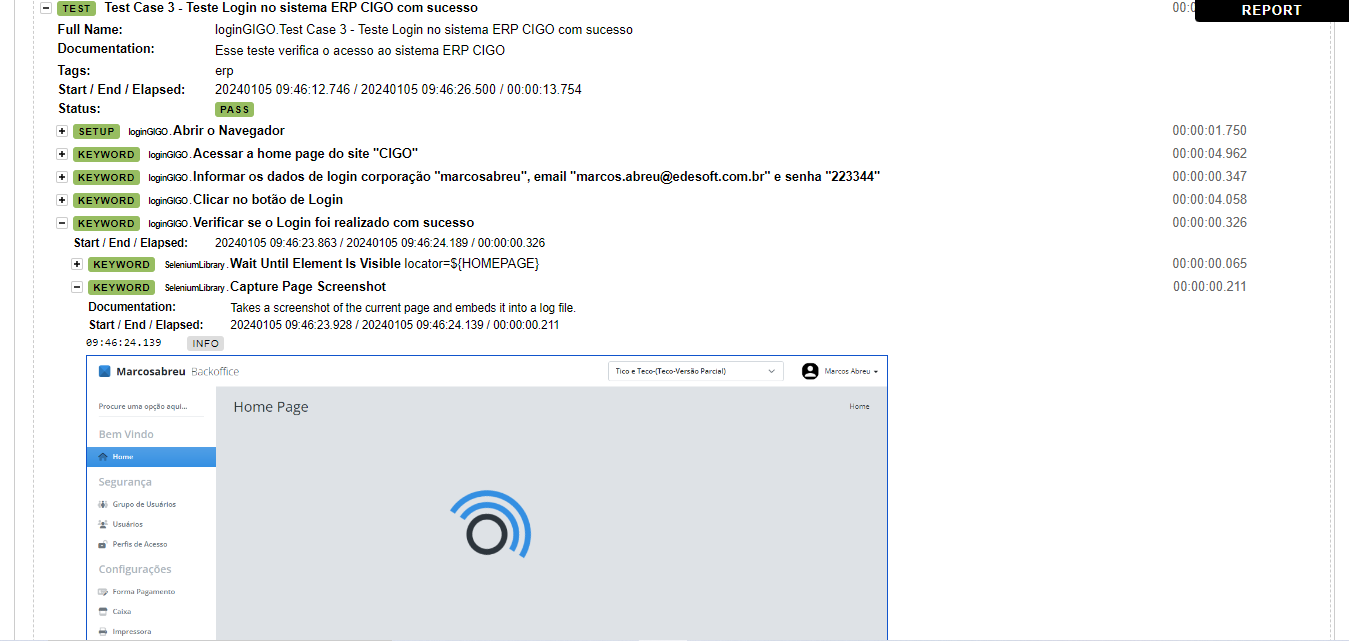 TEST Test Case 3 - Teste Login no sistema ERP CIGO com sucesso 00:0
REPORT
Full Name: loginGIGO.Test Case 3 - Teste Login no sistema ERP CIGO com sucesso
Documentation: Esse teste verifica o acesso ao sistema ERP CIGO
Tags: erp
Start / End / Elapsed: 20240105 09:46:12.746 / 20240105 09:46:26.500 / 00:00:13.754
Status: PASS
SETUP loginGIGO.Abrir o Navegador 00:00:01.750
KEYWORD loginGIGO.Acessar a home page do site "CIGO" 00:00:04.962
KEYWORD loginGIGO.Informar os dados de login corporação "marcosabreu", email "marcos.abreu@edesoft.com.br" e senha "223344" 00:00:00.347
KEYWORD loginGIGO.Clicar no botão de Login 00:00:04.058
KEYWORD loginGIGO.Verificar se o Login foi realizado com sucesso 00:00:00.326
Start / End / Elapsed: 20240105 09:46:23.863 / 20240105 09:46:24.189 / 00:00:00.326
KEYWORD SeleniumLibrary.Wait Until Element Is Visible locator=${HOMEPAGE} 00:00:00.065
KEYWORD SeleniumLibrary.Capture Page Screenshot 00:00:00.211
Documentation: Takes a screenshot of the current page and embeds it into a log file.
Start / End / Elapsed: 20240105 09:46:23.928 / 20240105 09:46:24.139 / 00:00:00.211
09:46:24.139 INFO
Marcosabreu Backoffice Tico e Teco-(Teco-Versão Parcial) Marcos Abreu
Procure uma opção aqui... Home Page Home
Bem Vindo
Home
Segurança
Grupo de Usuários
Usuários
Perfis de Acesso
Configurações
Forma Pagamento
Caixa
Impressora